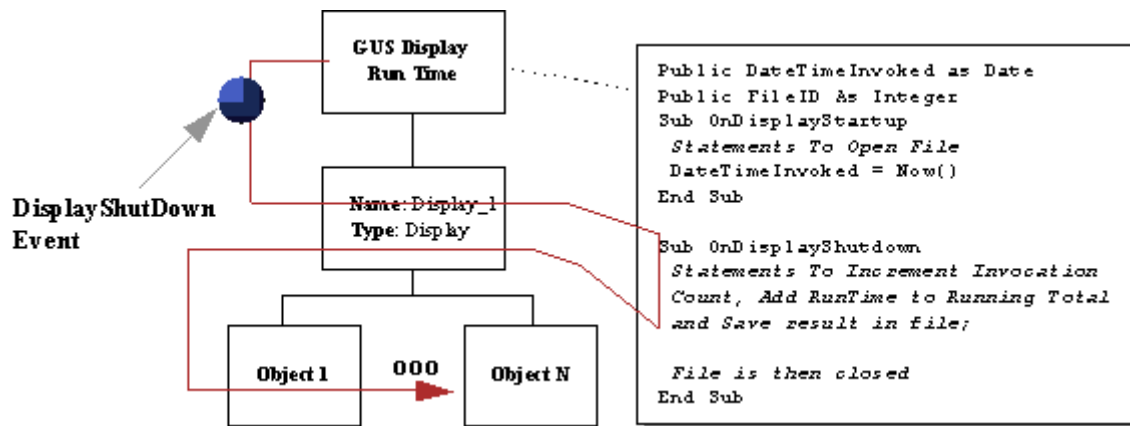 GUS Display
Run Time
DisplayShutDown
Event
Name: Display_1
Type: Display
Object 1
OOO
Object N
Public DateTimeInvoked as Date
Public FileID As Integer
Sub OnDisplayStartup
Statements To Open File
DateTimeInvoked = Now()
End Sub
Sub OnDisplayShutdown
Statements To Increment Invocation
Count, Add RunTime to Running Total
and Save result in file;
File is then closed
End Sub